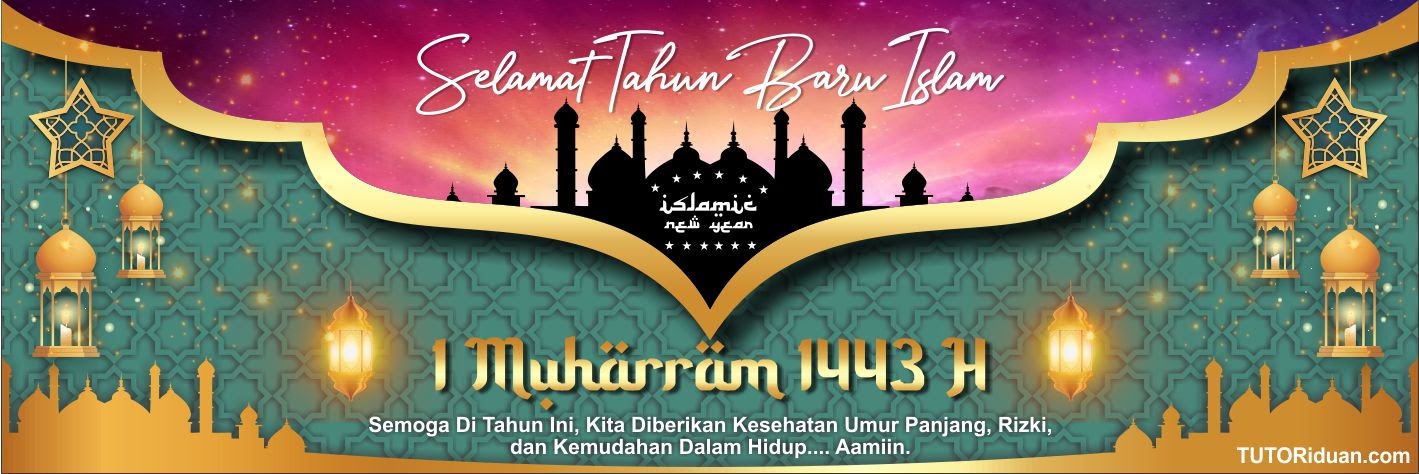 Selamat Tahun Baru Islam
islamic
new year
1 Muharram 1443 H
Semoga Di Tahun Ini, Kita Diberikan Kesehatan Umur Panjang, Rizki,
dan Kemudahan Dalam Hidup.... Aamiin.
TUTORiduan.com